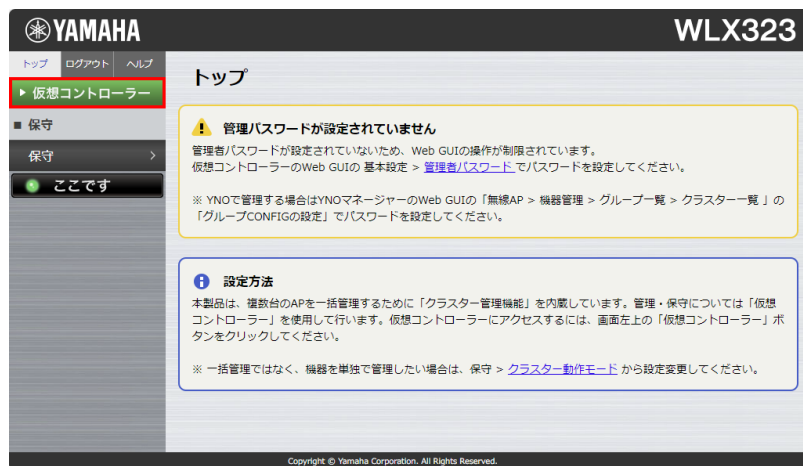 YAMAHA
WLX323
トップ ログアウト ヘルプ
仮想コントローラー
保守
保守
ここです
トップ
管理パスワードが設定されていません
管理者パスワードが設定されていないため、Web GUIの操作が制限されています。
仮想コントローラーのWeb GUIの 基本設定 > 管理者パスワード でパスワードを設定してください。
※ YNOで管理する場合はYNOマネージャーのWeb GUIの「無線AP > 機器管理 > グループ一覧 > クラスター一覧 」の
「グループCONFIGの設定」でパスワードを設定してください。
設定方法
本製品は、複数台のAPを一括管理するために「クラスター管理機能」を内蔵しています。管理・保守については「仮想
コントローラー」を使用して行います。仮想コントローラーにアクセスするには、画面左上の「仮想コントローラー」ボ
タンをクリックしてください。
※ 一括管理ではなく、機器を単独で管理したい場合は、保守 > クラスター動作モード から設定変更してください。
Copyright © Yamaha Corporation. All Rights Reserved.